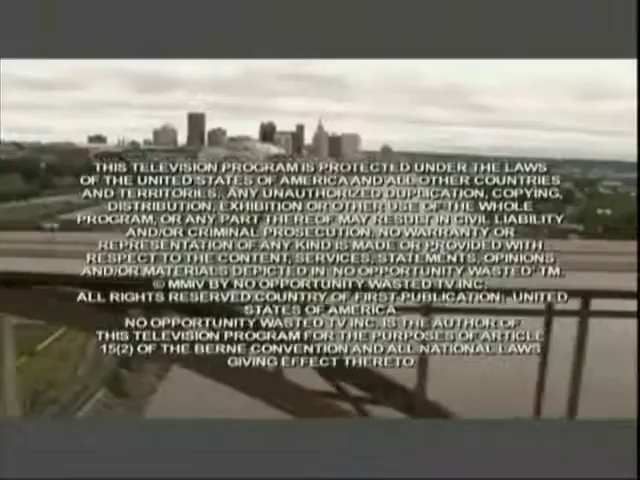 THIS TELEVISION PROGRAM IS PROTECTED UNDER THE LAWS
OF THE UNITED STATES OF AMERICA AND ALL OTHER COUNTRIES
AND TERRITORIES. ANY UNAUTHORIZED DUPLICATION, COPYING,
DISTRIBUTION, EXHIBITION OR OTHER USE OF THE WHOLE
PROGRAM, OR ANY PART THEREOF MAY RESULT IN CIVIL LIABILITY
AND/OR CRIMINAL PROSECUTION. NO WARRANTY OR
REPRESENTATION OF ANY KIND IS MADE OR PROVIDED WITH
RESPECT TO THE CONTENT, SERVICES, STATEMENTS, OPINIONS
AND/OR MATERIALS DEPICTED IN 'NO OPPORTUNITY WASTED' TM.
© MMIV BY NO OPPORTUNITY WASTED TV INC.
ALL RIGHTS RESERVED.COUNTRY OF FIRST PUBLICATION: UNITED
STATES OF AMERICA
NO OPPORTUNITY WASTED TV INC. IS THE AUTHOR OF
THIS TELEVISION PROGRAM FOR THE PURPOSES OF ARTICLE
15(2) OF THE BERNE CONVENTION AND ALL NATIONAL LAWS
GIVING EFFECT THERETO